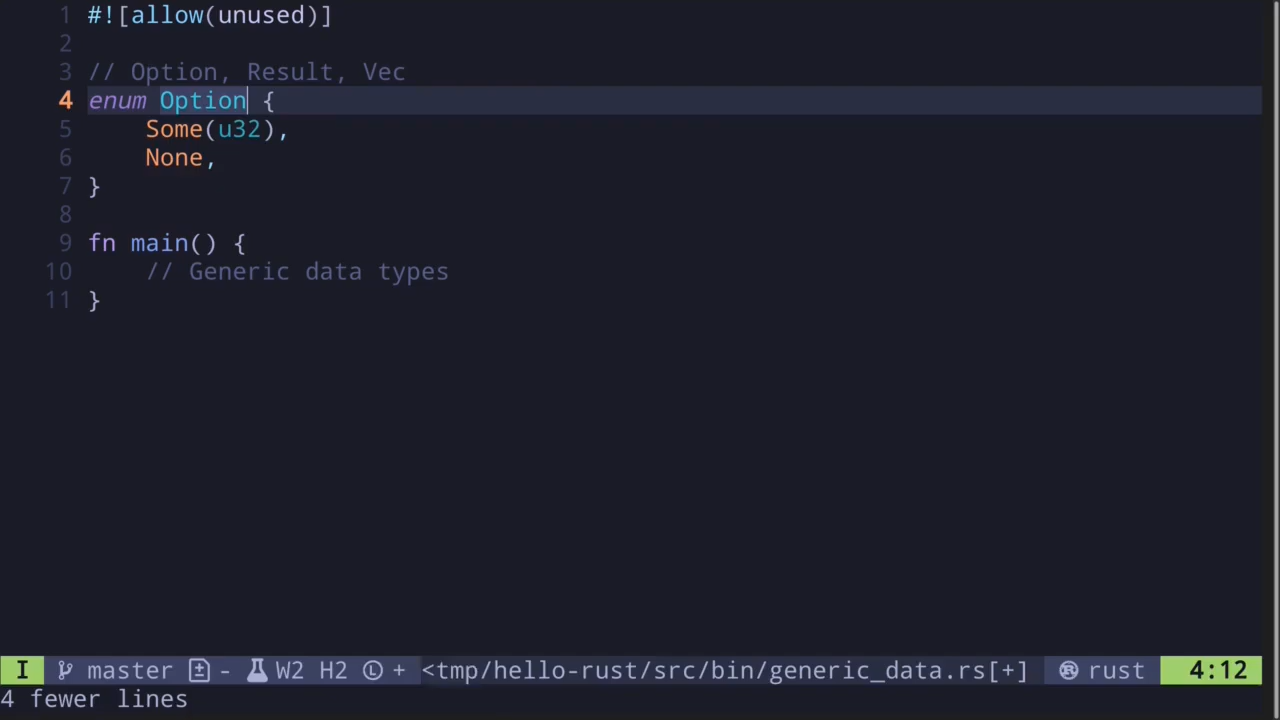 1 #![allow(unused)]
2
3 // Option, Result, Vec
4 enum Option {
5     Some(u32),
6     None,
7 }
8
9 fn main() {
10     // Generic data types
11 }
I master - W2 H2 Ⓛ + <tmp/hello-rust/src/bin/generic_data.rs[+] rust 4:12
4 fewer lines